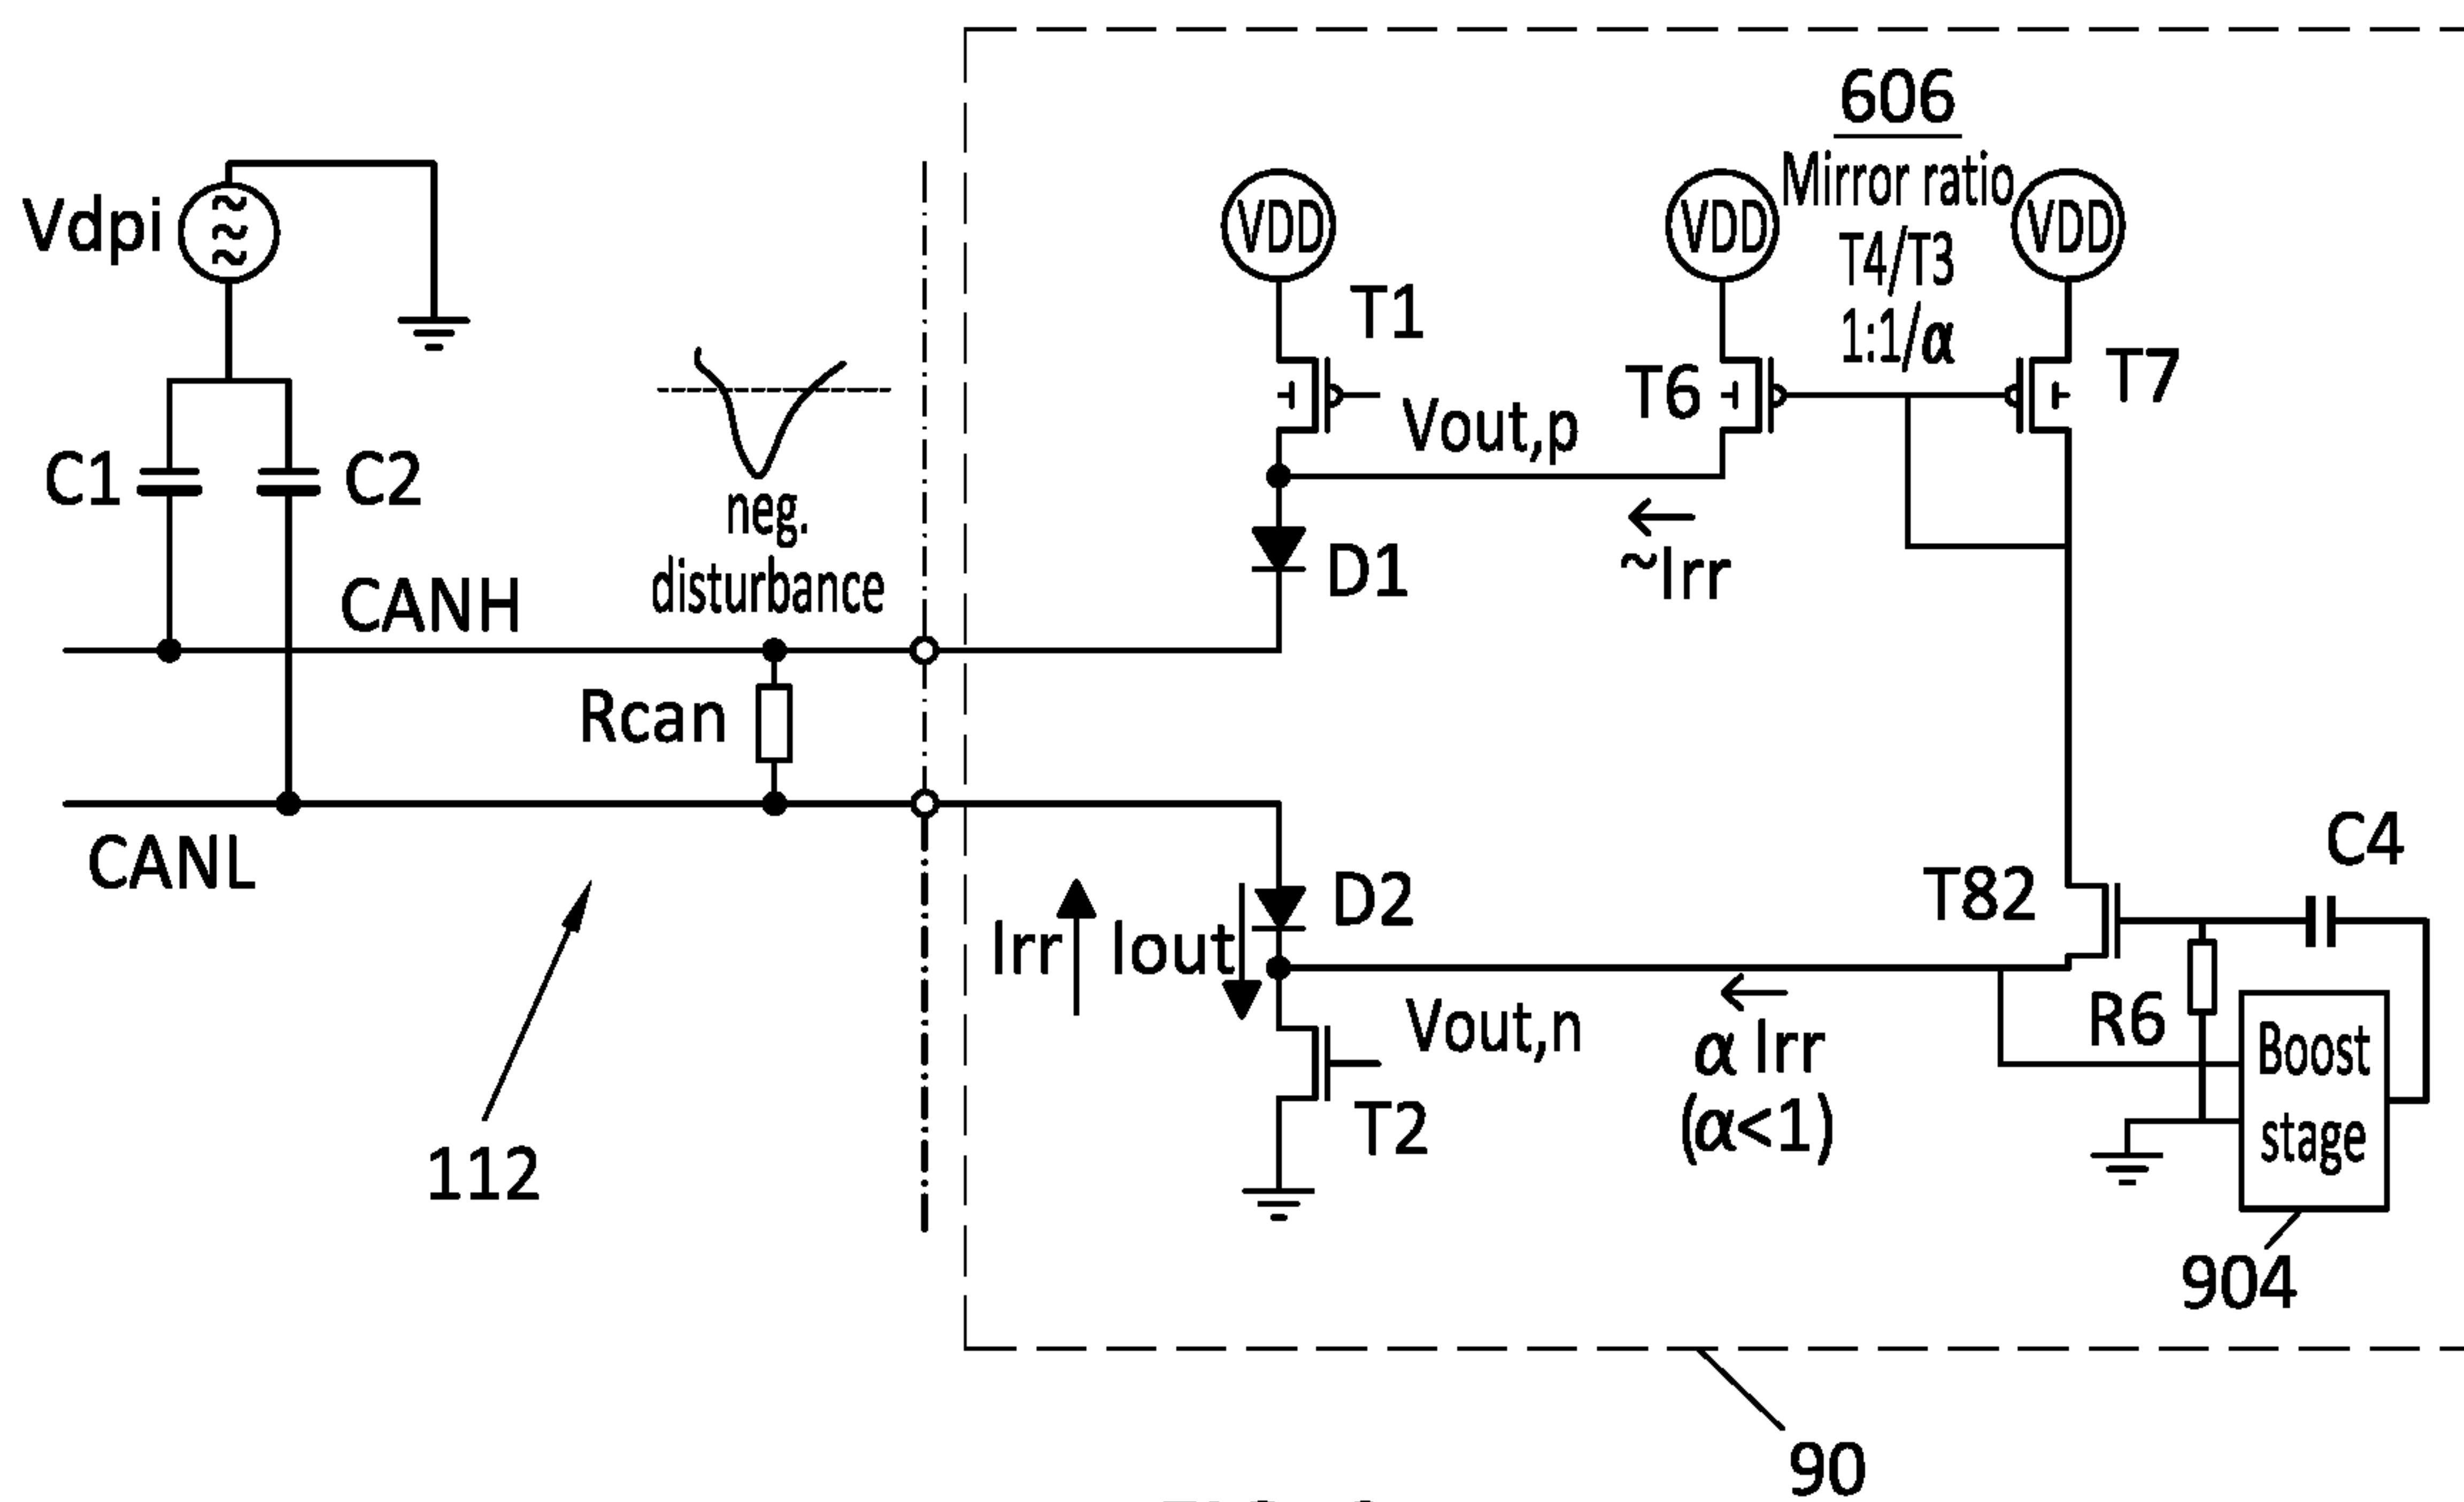 606
Mirror ratio
T4/T3
1:1/α
VDD
VDD
VDD
Vdpi
T1
T6
T7
Vout,p
C1
C2
neg.
disturbance
D1
~Irr
CANH
Rcan
CANL
D2
T82
C4
Irr
Iout
R6
Vout,n
α Irr
(α<1)
Boost
stage
T2
112
904
90